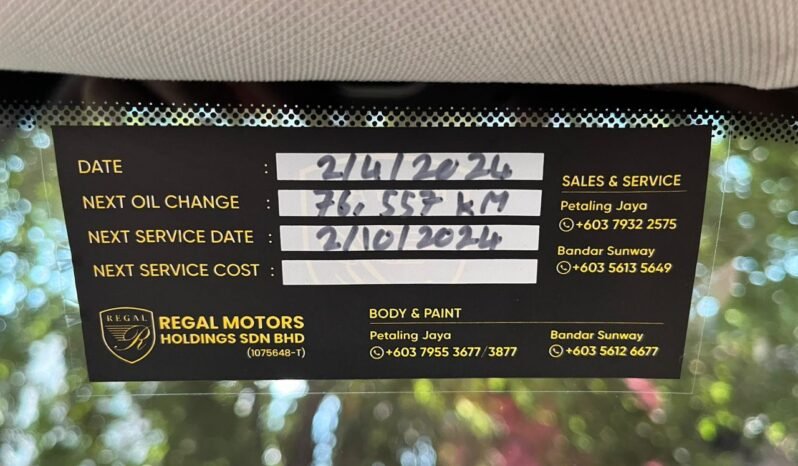 DATE : 2/4/2024
NEXT OIL CHANGE : 76,557 KM
NEXT SERVICE DATE : 2/10/2024
NEXT SERVICE COST :
SALES & SERVICE
Petaling Jaya
+603 7932 2575
Bandar Sunway
+603 5613 5649
REGAL
R
REGAL MOTORS
HOLDINGS SDN BHD
(1075648-T)
BODY & PAINT
Petaling Jaya
+603 7955 3677/3877
Bandar Sunway
+603 5612 6677